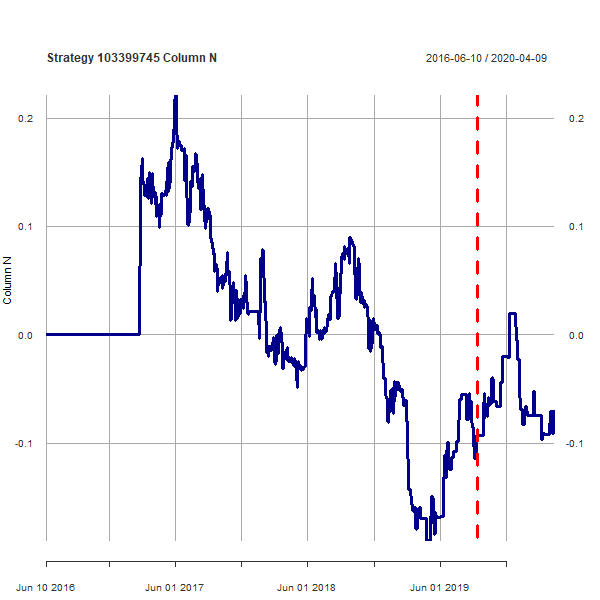 Strategy 103399745 Column N
2016-06-10 / 2020-04-09
0.2
0.2
0.1
0.1
Column N
0.0
0.0
-0.1
-0.1
Jun 10 2016
Jun 01 2017
Jun 01 2018
Jun 01 2019